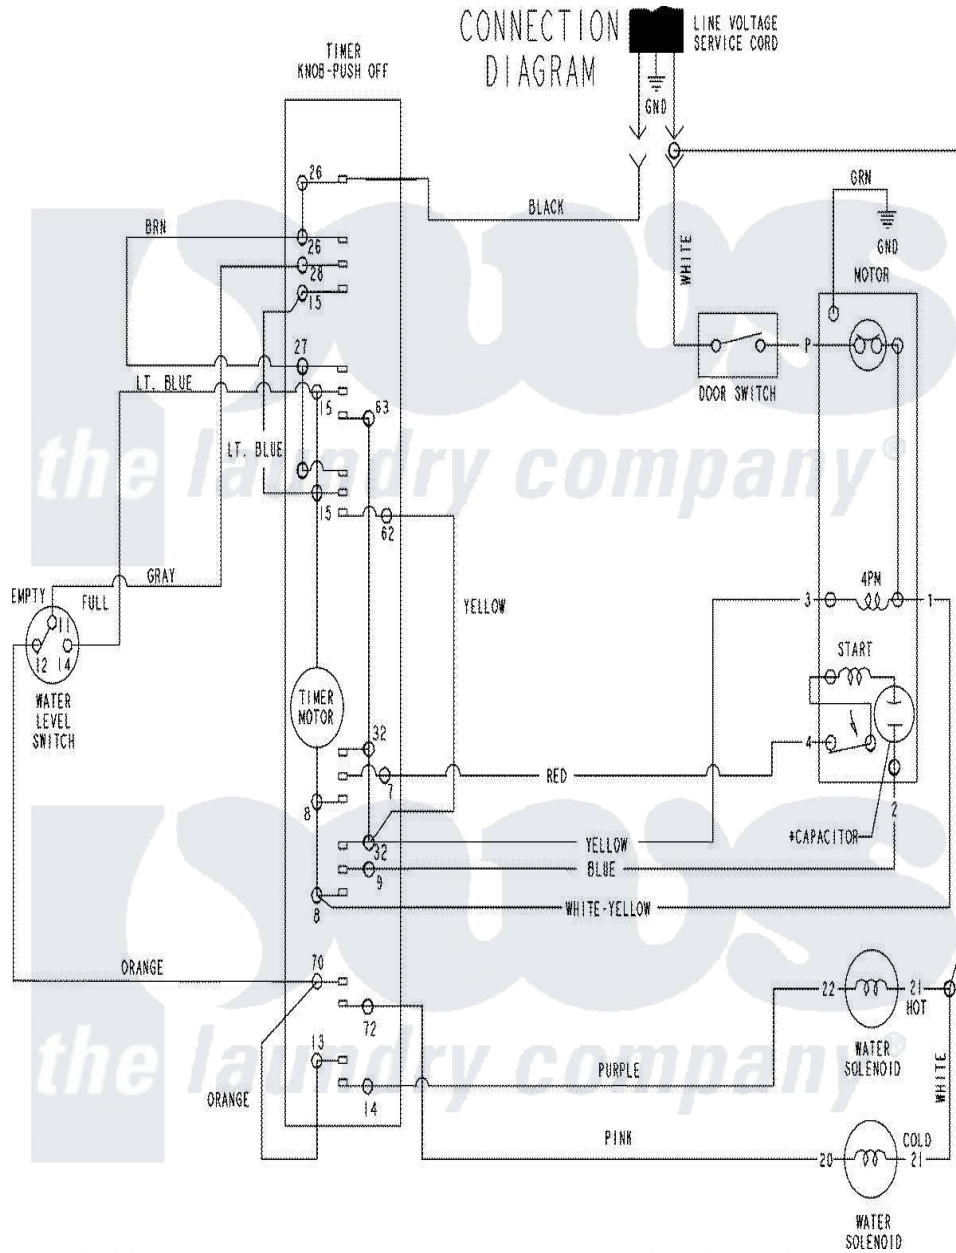 CONNECTION
DIAGRAM
LINE VOLTAGE
SERVICE CORD
GND
TIMER
KNOB-PUSH OFF
26
BLACK
GRN
GND
BRN
26
28
15
WHITE
MOTOR
27
P
LT. BLUE
15
63
DOOR SWITCH
LT. BLUE
the laundry company®
15
62
GRAY
EMPTY
FULL
YELLOW
4PM
3
1
11
12
14
WATER
LEVEL
SWITCH
START
TIMER
MOTOR
32
4
7
RED
8
2
*CAPACITOR
32
YELLOW
BLUE
9
8
WHITE-YELLOW
ORANGE
70
72
22
21
HOT
WATER
SOLENOID
the laundry company®
13
PURPLE
WHITE
ORANGE
14
PINK
COLD
20
21
WATER
SOLENOID